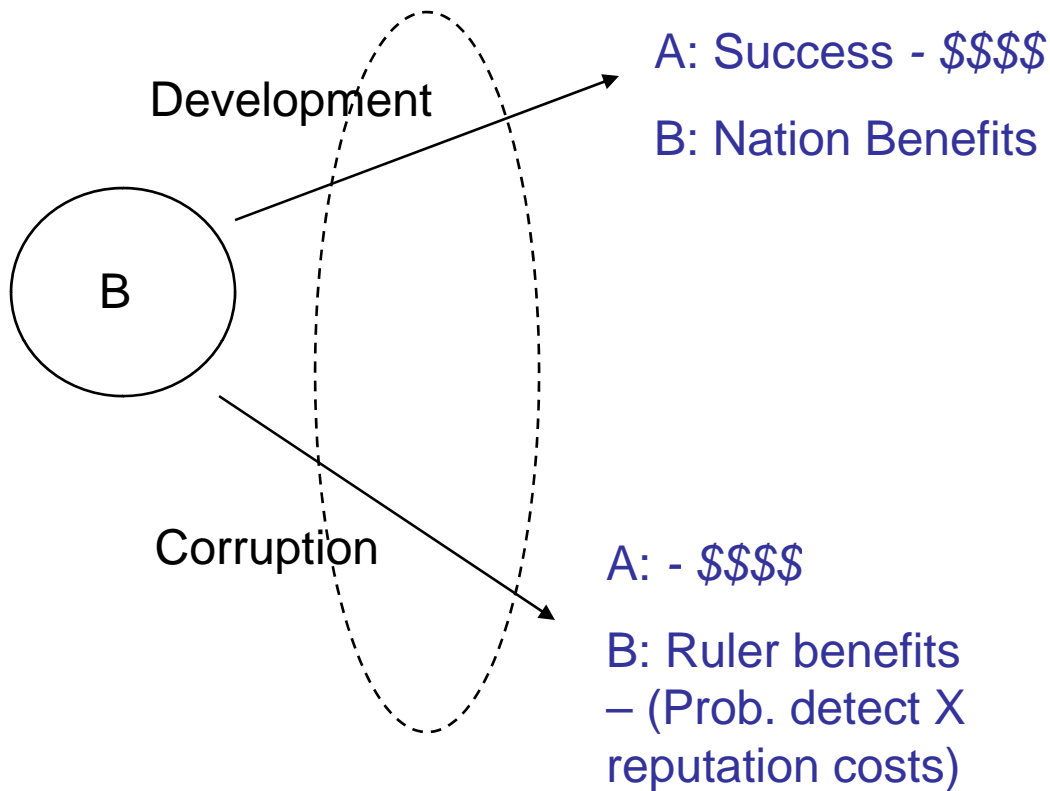 A: Success - $$$$
Development
B: Nation Benefits
B
Corruption
A: - $$$$
B: Ruler benefits
– (Prob. detect X
reputation costs)